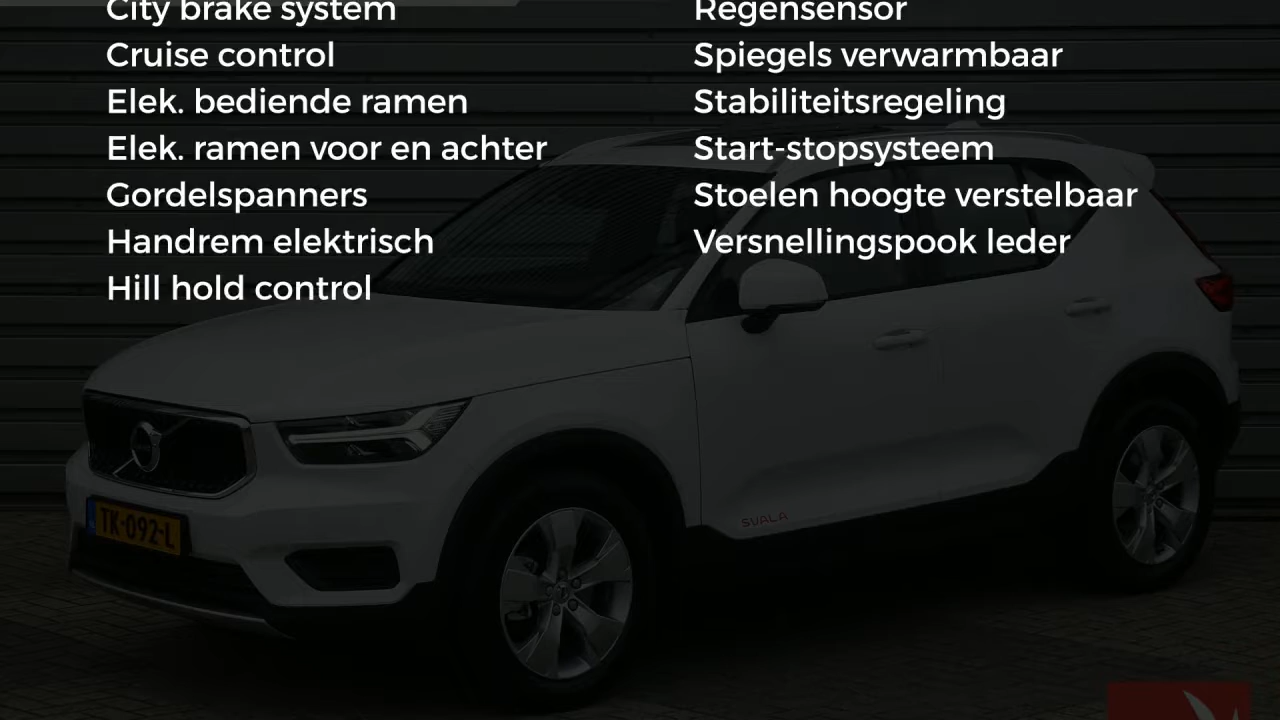 City brake system
Cruise control
Elek. bediende ramen
Elek. ramen voor en achter
Gordelspanners
Handrem elektrisch
Hill hold control
Regensensor
Spiegels verwarmbaar
Stabiliteitsregeling
Start-stopsysteem
Stoelen hoogte verstelbaar
Versnellingspook leder
TK-092-L
SVALA